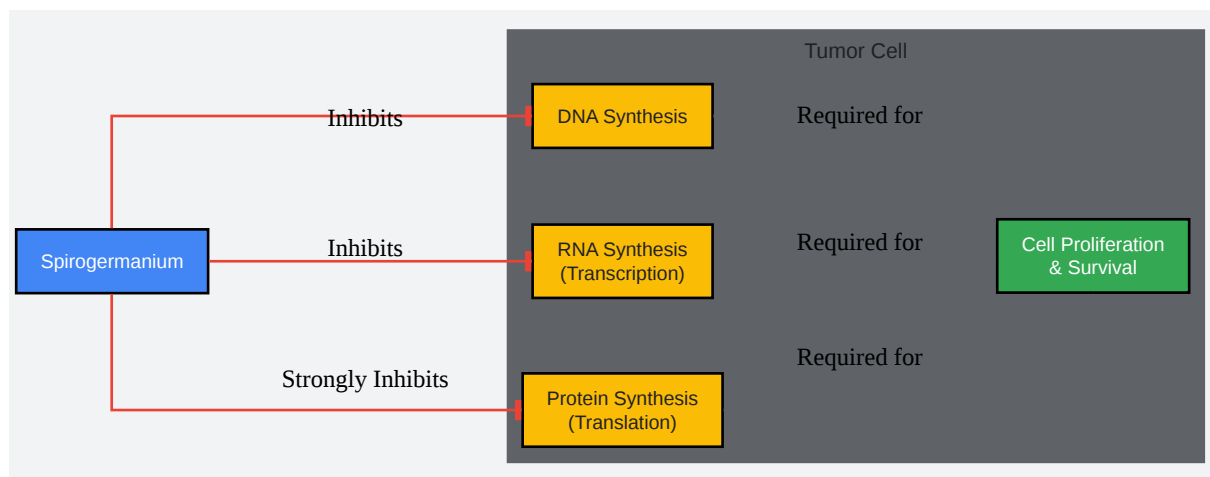 Tumor Cell
Inhibits
DNA Synthesis
Required for
Spirogermanium
Inhibits
RNA Synthesis
(Transcription)
Required for
Cell Proliferation
& Survival
Strongly Inhibits
Protein Synthesis
(Translation)
Required for